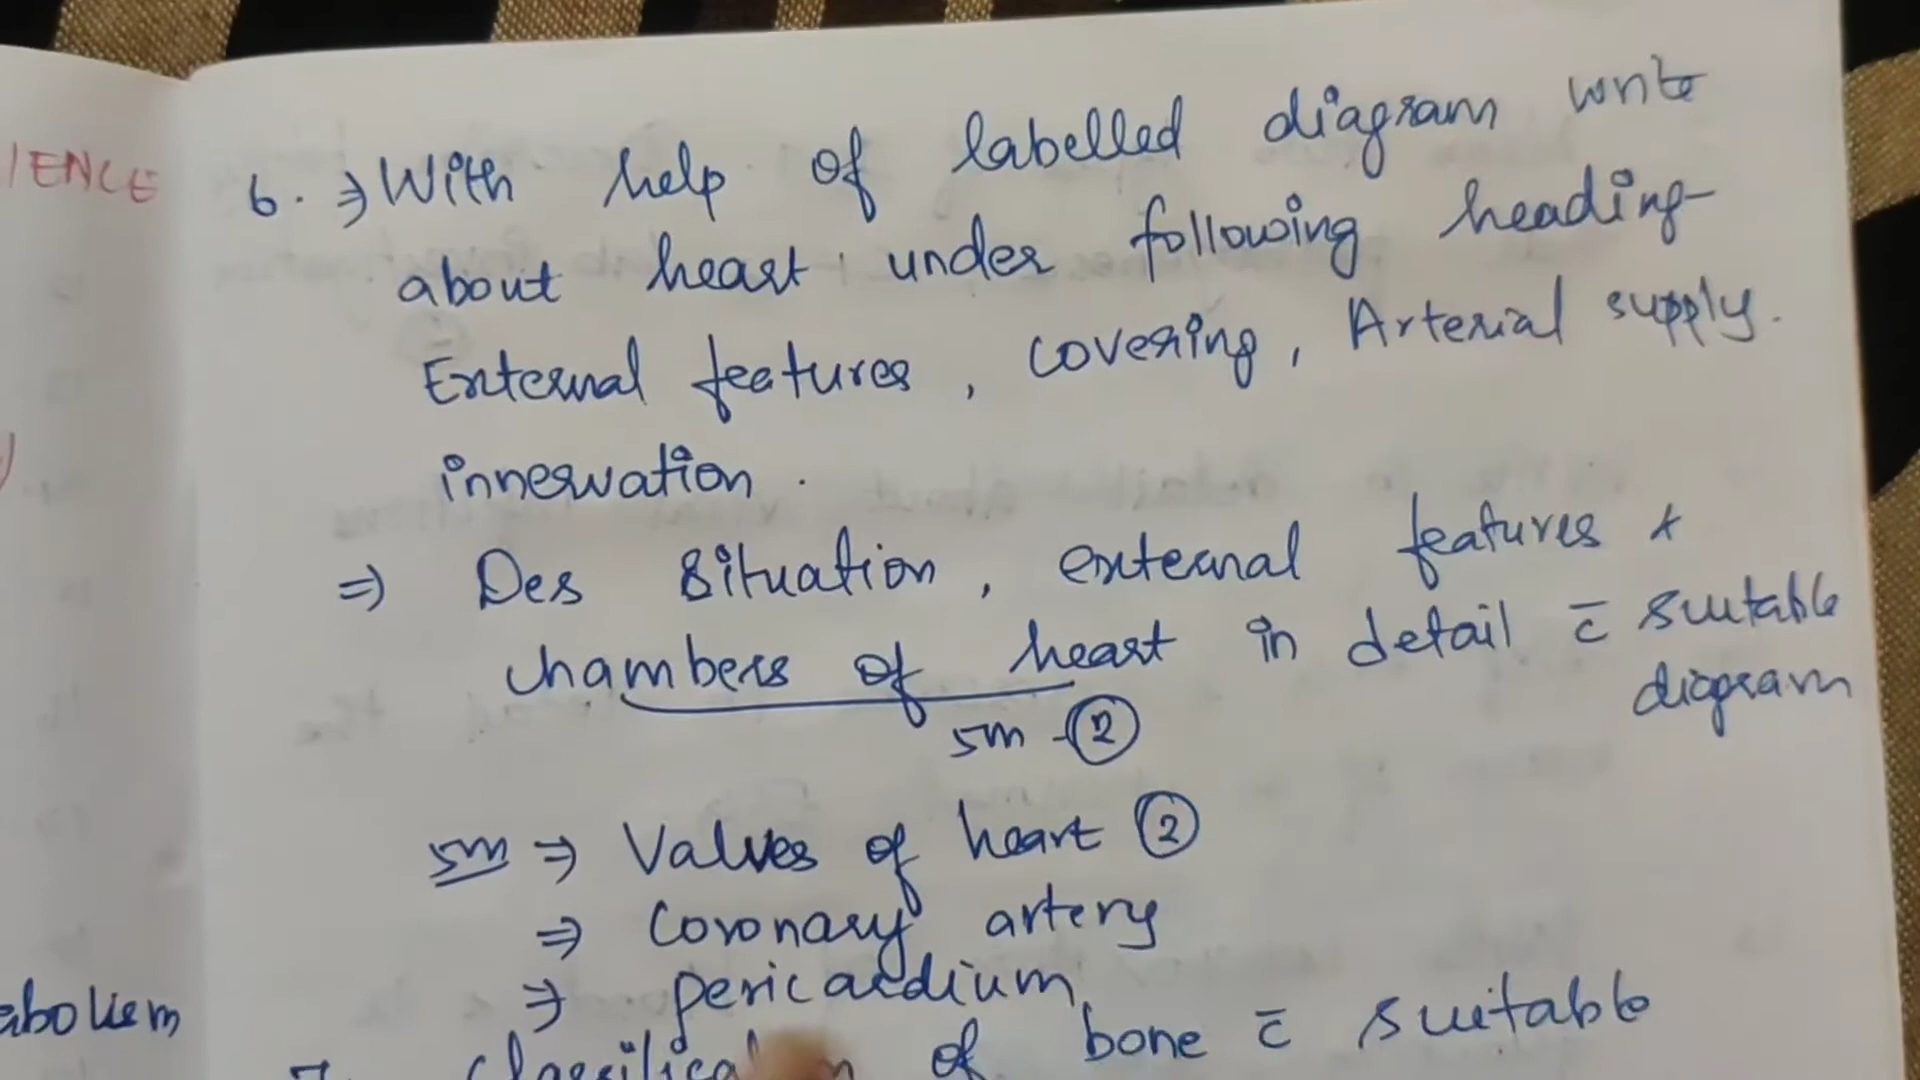 IENCE
6. ⇒ With help of labelled diagram write
about heart under following heading-
External features, covering, Arterial supply.
innervation.
⇒ Des situation, external features &
chambers of heart in detail c̄ suitable
diagram
5m - ②
5m ⇒ Valves of heart ②
⇒ Coronary artery
⇒ pericardium
abolism
7. of bone c̄ suitable